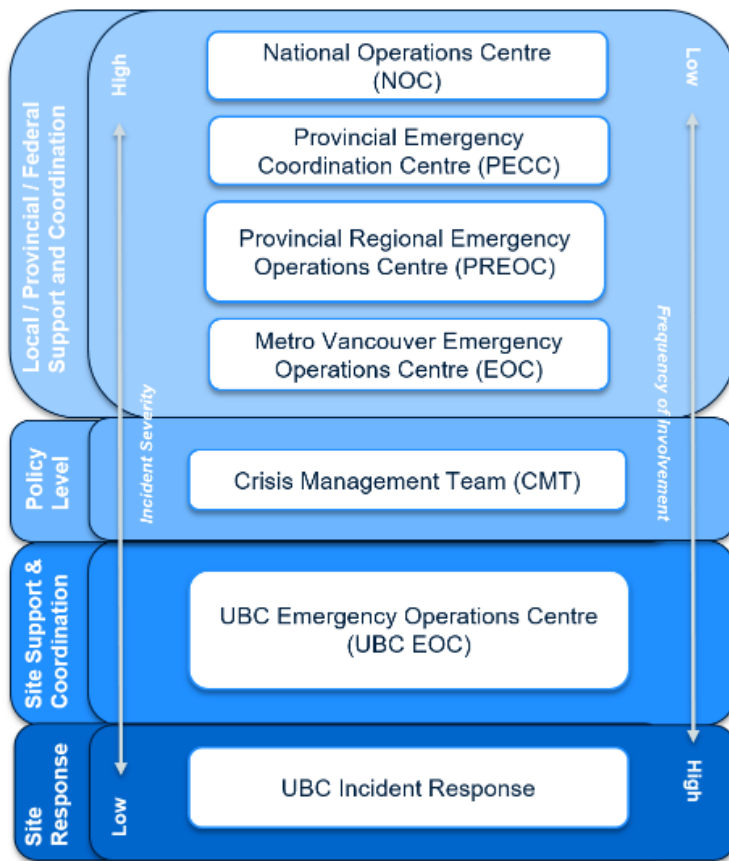 High
Low
National Operations Centre
(NOC)
Provincial Emergency
Coordination Centre (PECC)
Provincial Regional Emergency
Operations Centre (PREOC)
Metro Vancouver Emergency
Operations Centre (EOC)
Local / Provincial / Federal
Support and Coordination
Incident Severity
Frequency of Involvement
Policy
Level
Crisis Management Team (CMT)
Site Support &
Coordination
UBC Emergency Operations Centre
(UBC EOC)
Site
Response
Low
UBC Incident Response
High